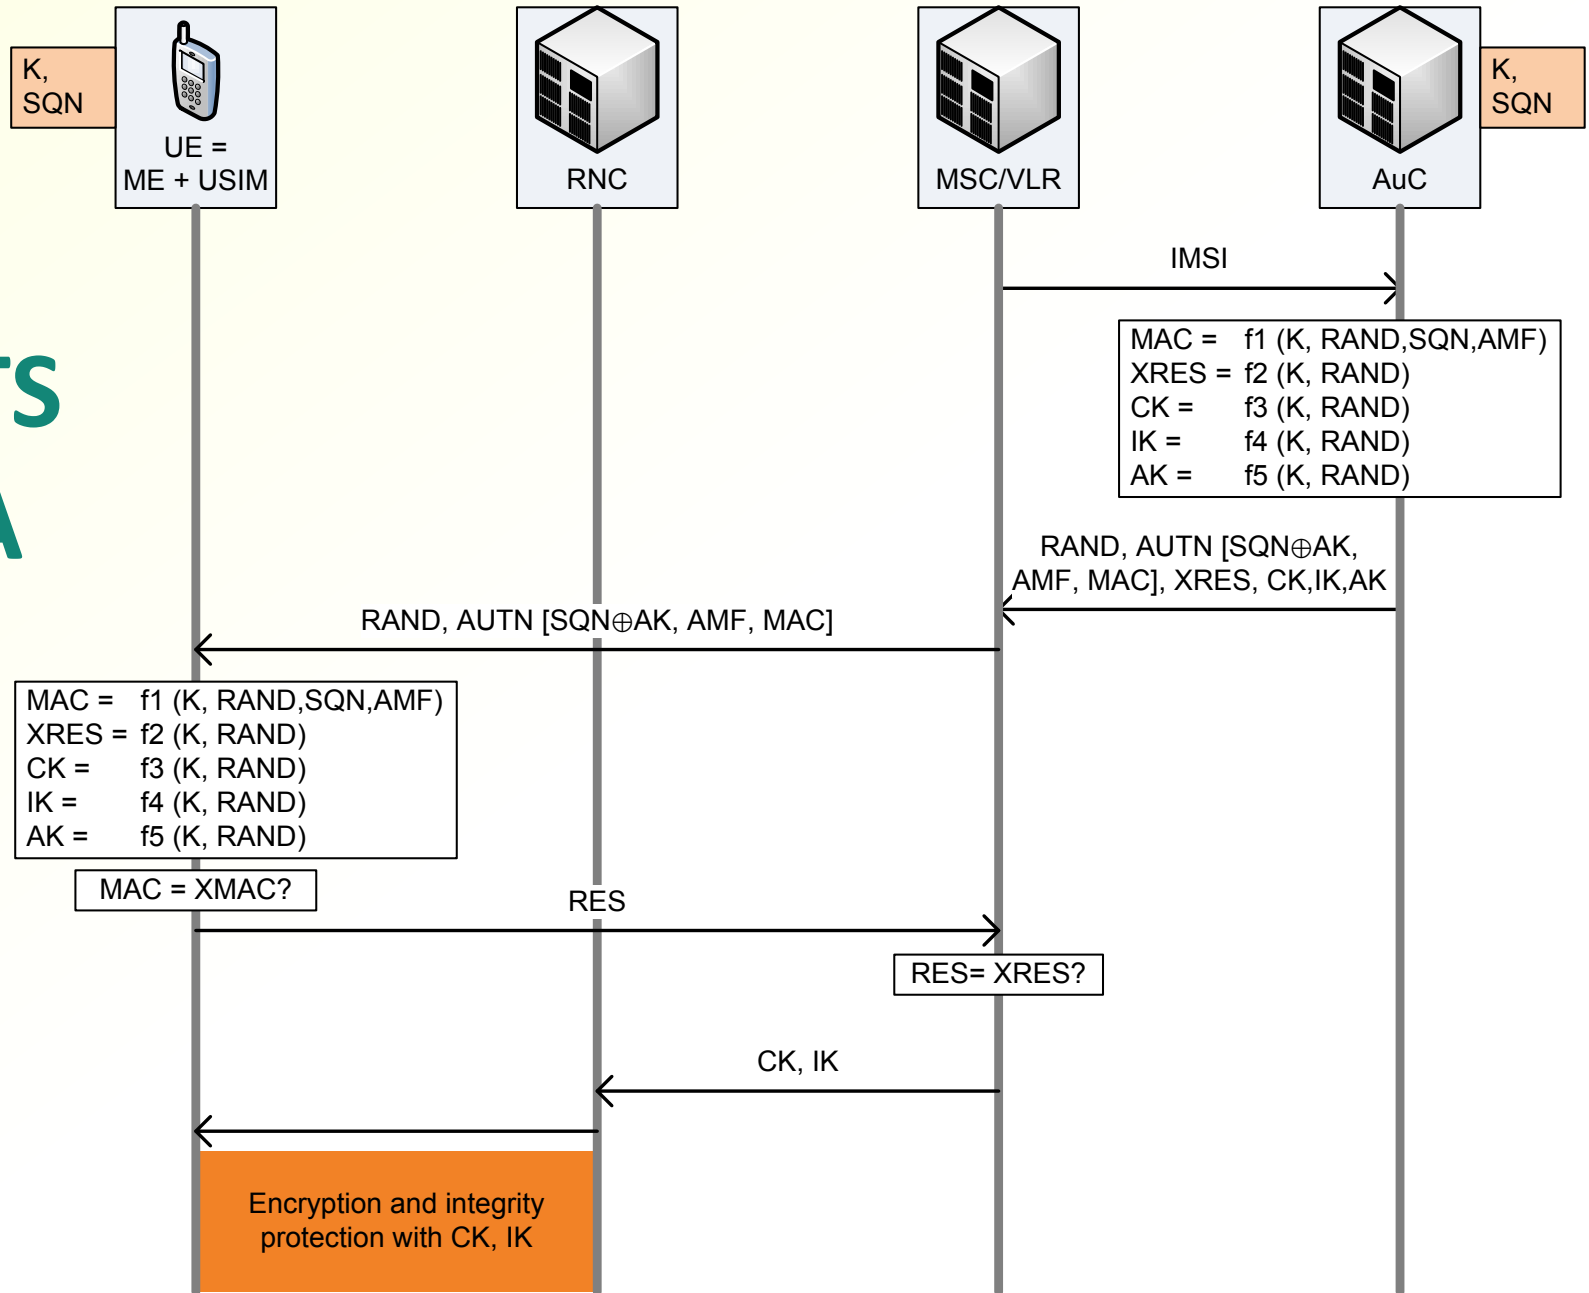 K,
SQN
UE =
ME + USIM
RNC
MSC/VLR
AuC
K,
SQN
IMSI
MAC = f1 (K, RAND,SQN,AMF)
XRES = f2 (K, RAND)
CK = f3 (K, RAND)
IK = f4 (K, RAND)
AK = f5 (K, RAND)
TS
A
RAND, AUTN [SQN⊕AK,
AMF, MAC], XRES, CK,IK,AK
RAND, AUTN [SQN⊕AK, AMF, MAC]
MAC = f1 (K, RAND,SQN,AMF)
XRES = f2 (K, RAND)
CK = f3 (K, RAND)
IK = f4 (K, RAND)
AK = f5 (K, RAND)
MAC = XMAC?
RES
RES= XRES?
CK, IK
Encryption and integrity
protection with CK, IK